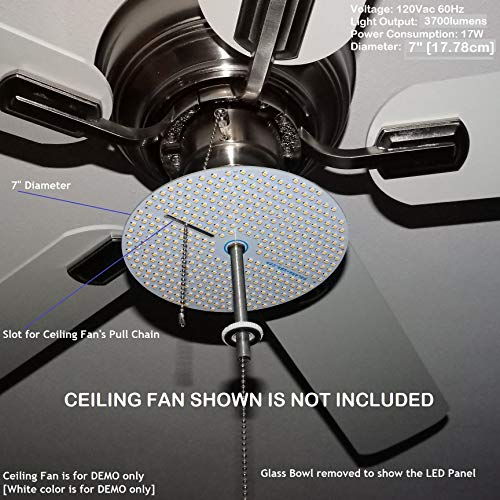 Voltage: 120Vac 60Hz
Light Output: 3700lumens
Power Consumption: 17W
Diameter: 7" [17.78cm]
7" Diameter
Slot for Ceiling Fan's Pull Chain
CEILING FAN SHOWN IS NOT INCLUDED
Ceiling Fan is for DEMO only
[White color is for DEMO only]
Glass Bowl removed to show the LED Panel